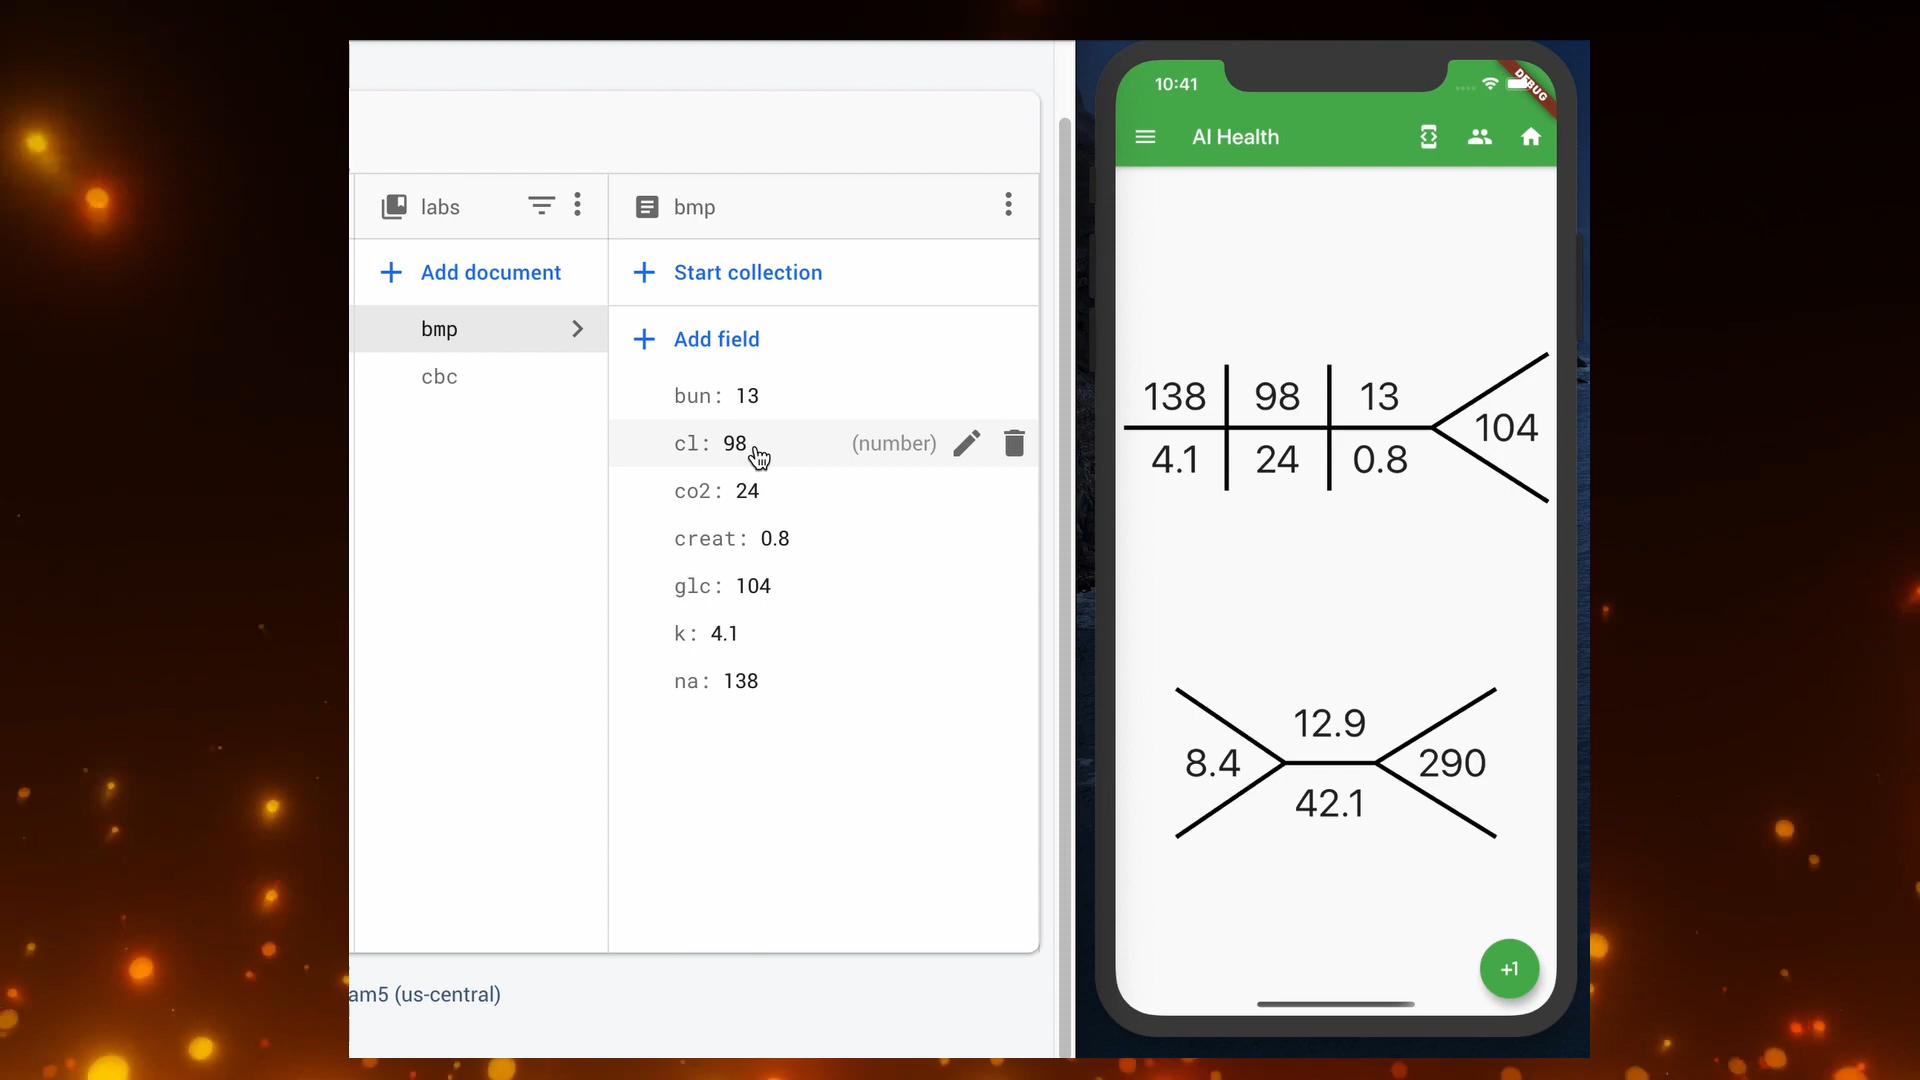 labs
bmp
Add document
Start collection
bmp
cbc
Add field
bun: 13
cl: 98
(number)
co2: 24
creat: 0.8
glc: 104
k: 4.1
na: 138
am5 (us-central)
10:41
DEBUG
AI Health
138 98 13
104
4.1 24 0.8
12.9
8.4 290
42.1
+1